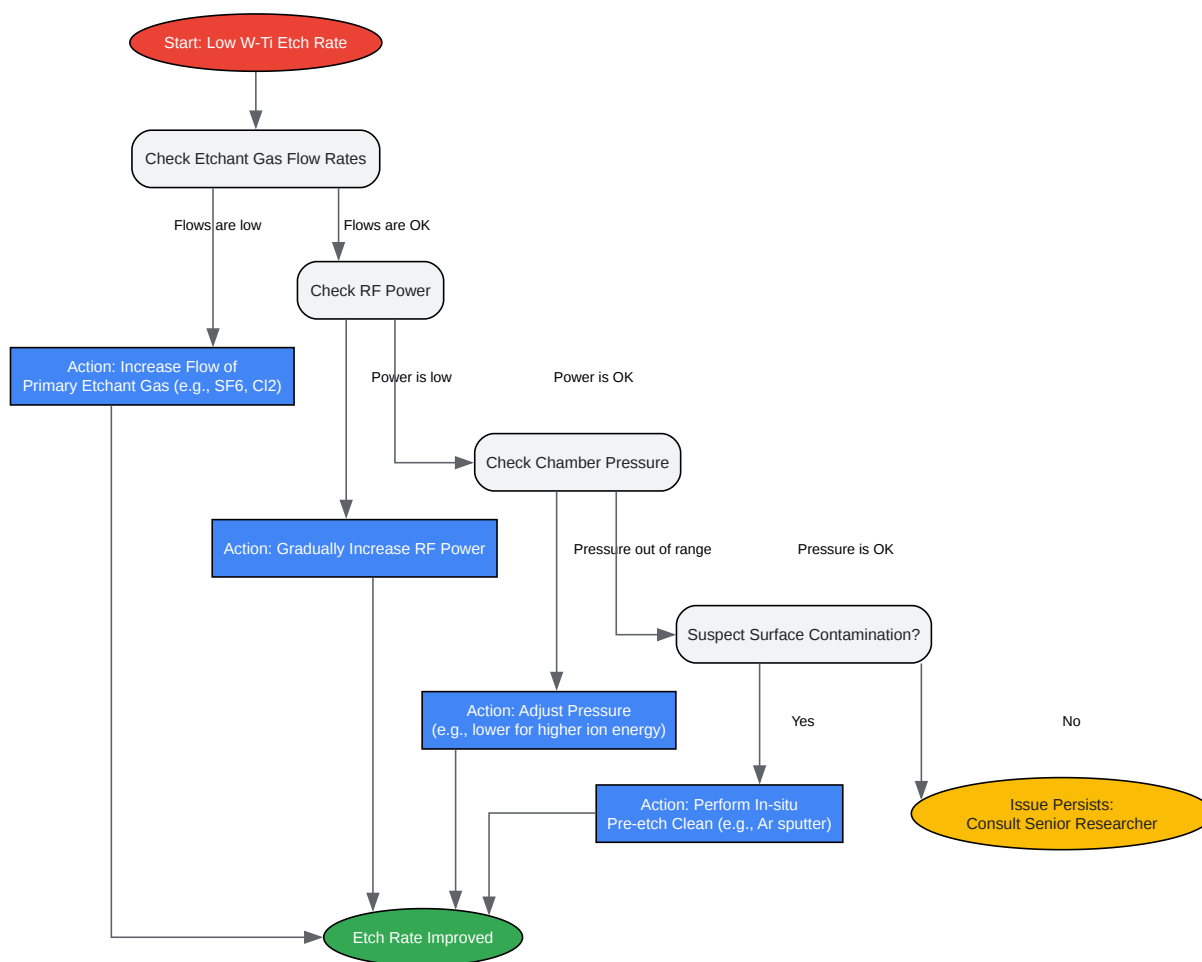 Start: Low W-Ti Etch Rate
Check Etchant Gas Flow Rates
Flows are low
Flows are OK
Check RF Power
Action: Increase Flow of
Primary Etchant Gas (e.g., SF6, Cl2)
Power is low
Power is OK
Check Chamber Pressure
Action: Gradually Increase RF Power
Pressure out of range
Pressure is OK
Suspect Surface Contamination?
Action: Adjust Pressure
(e.g., lower for higher ion energy)
Yes
No
Action: Perform In-situ
Pre-etch Clean (e.g., Ar sputter)
Issue Persists:
Consult Senior Researcher
Etch Rate Improved